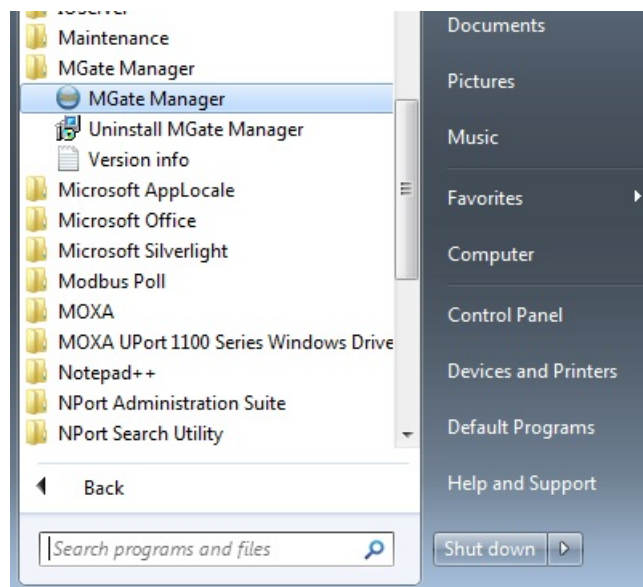 Maintenance
MGate Manager
MGate Manager
Uninstall MGate Manager
Version info
Microsoft AppLocale
Microsoft Office
Microsoft Silverlight
Modbus Poll
MOXA
MOXA UPort 1100 Series Windows Drive
Notepad++
NPort Administration Suite
NPort Search Utility
Back
Search programs and files
Documents
Pictures
Music
Favorites
Computer
Control Panel
Devices and Printers
Default Programs
Help and Support
Shut down